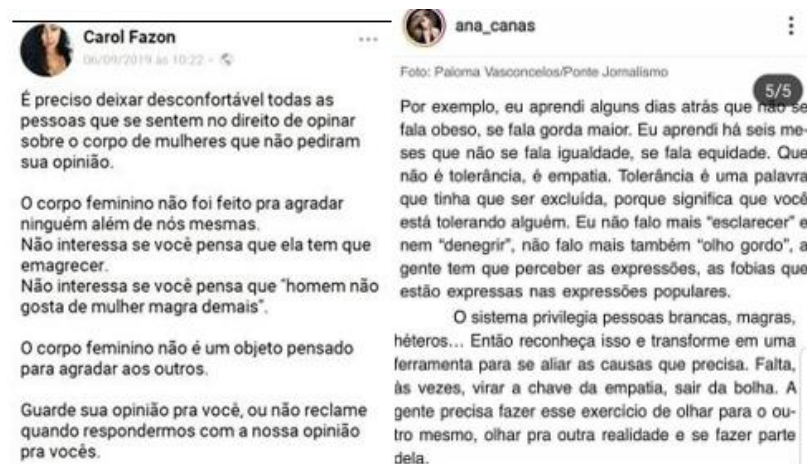 Carol Fazon
06/09/2019 às 10:22
É preciso deixar desconfortável todas as
pessoas que se sentem no direito de opinar
sobre o corpo de mulheres que não pediram
sua opinião.
O corpo feminino não foi feito pra agradar
ninguém além de nós mesmas.
Não interessa se você pensa que ela tem que
emagrecer.
Não interessa se você pensa que "homem não
gosta de mulher magra demais".
O corpo feminino não é um objeto pensado
para agradar aos outros.
Guarde sua opinião pra você, ou não reclame
quando respondermos com a nossa opinião
pra vocês.
ana_canas
Foto: Paloma Vasconcelos/Ponte Jornalismo
5/5
Por exemplo, eu aprendi alguns dias atrás que não se
fala obeso, se fala gorda maior. Eu aprendi há seis me-
ses que não se fala igualdade, se fala equidade. Que
não é tolerância, é empatia. Tolerância é uma palavra
que tinha que ser excluída, porque significa que você
está tolerando alguém. Eu não falo mais "esclarecer" e
nem "denegrir", não falo mais também "olho gordo", a
gente tem que perceber as expressões, as fobias que
estão expressas nas expressões populares.
O sistema privilegia pessoas brancas, magras,
héteros... Então reconheça isso e transforme em uma
ferramenta para se aliar as causas que precisa. Falta,
às vezes, virar a chave da empatia, sair da bolha. A
gente precisa fazer esse exercício de olhar para o ou-
tro mesmo, olhar pra outra realidade e se fazer parte
dela.